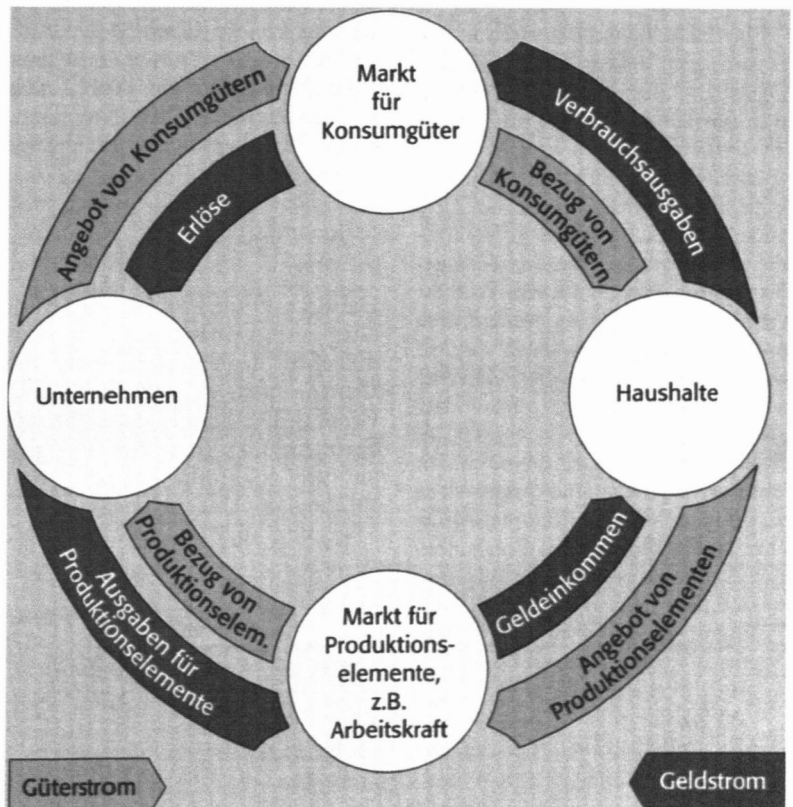 Markt
für
Konsumgüter
Angebot von Konsumgütern
Erlöse
Verbrauchsausgaben
Bezug von
Konsumgütern
Unternehmen
Haushalte
Ausgaben für
Produktionselemente
Bezug von
Produktionselem.
Markt für
Produktions-
elemente,
z.B.
Arbeitskraft
Geldeinkommen
Angebot von
Produktionselementen
Güterstrom
Geldstrom